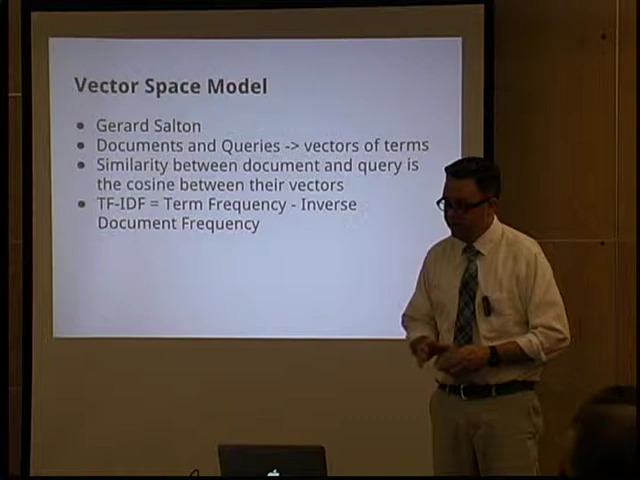 Vector Space Model
• Gerard Salton
• Documents and Queries -> vectors of terms
• Similarity between document and query is
the cosine between their vectors
• TF-IDF = Term Frequency - Inverse
Document Frequency